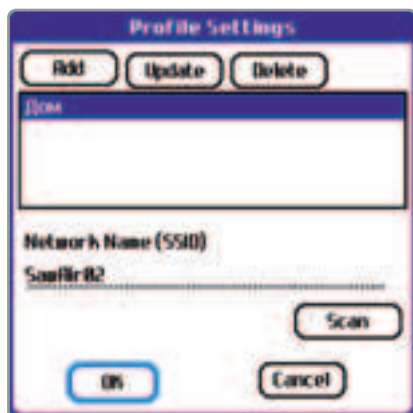 Profile Settings
Add Update Delete
Дом
Network Name (SSID)
SamAir02
Scan
OK Cancel